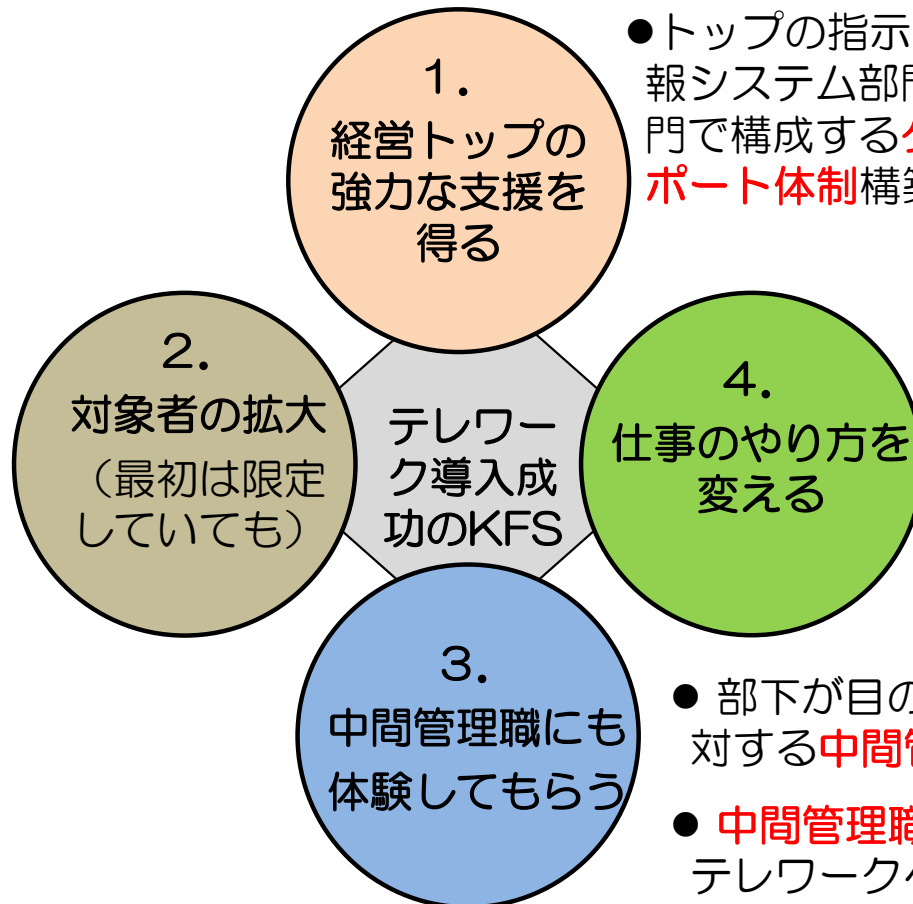 １．
経営トップの
強力な支援を
得る
●トップの指示
報システム部
門で構成する
ポート体制構
２．
対象者の拡大
（最初は限定
していても）
テレワー
ク導入成
功のKFS
４．
仕事のやり方を
変える
３．
中間管理職にも
体験してもらう
● 部下が目の
対する中間
● 中間管理職
テレワーク